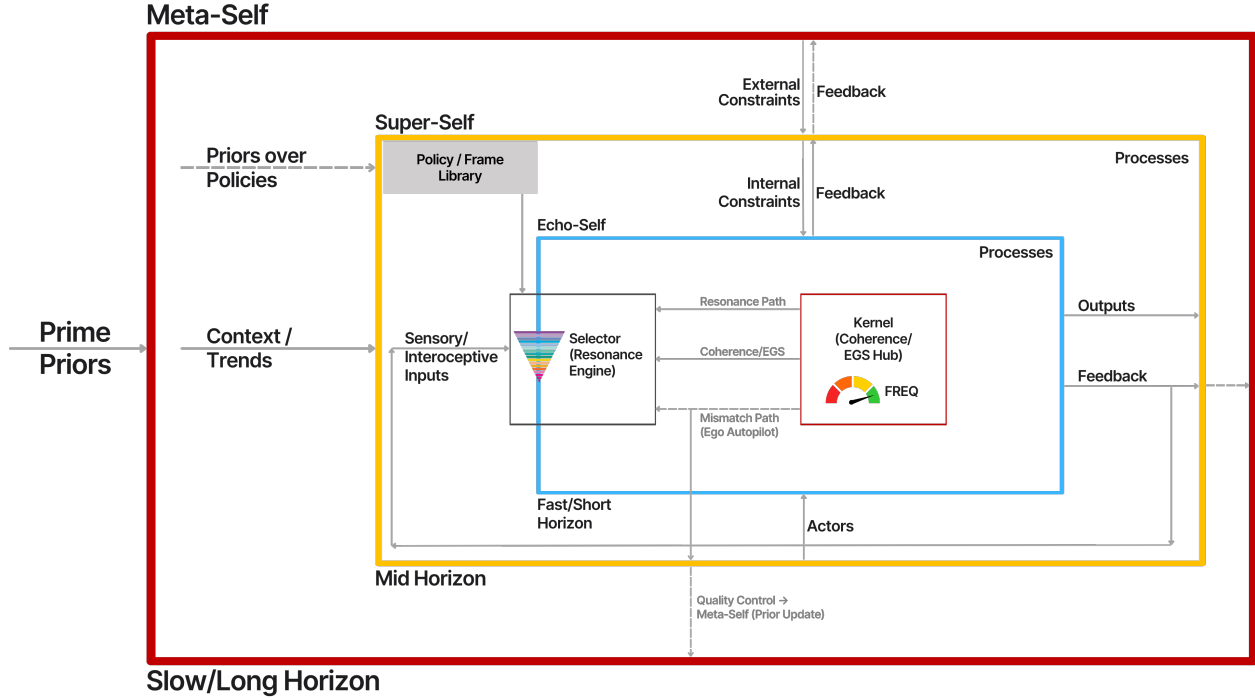 Meta-Self
External
Constraints
Feedback
Super-Self
Priors over
Policies
Policy / Frame
Library
Processes
Internal
Constraints
Feedback
Echo-Self
Processes
Prime
Priors
Context /
Trends
Sensory/
Interoceptive
Inputs
Selector
(Resonance
Engine)
Resonance Path
Coherence/EGS
Mismatch Path
(Ego Autopilot)
Kernel
(Coherence/
EGS Hub)
FREQ
Outputs
Feedback
Fast/Short
Horizon
Actors
Mid Horizon
Quality Control →
Meta-Self (Prior Update)
Slow/Long Horizon